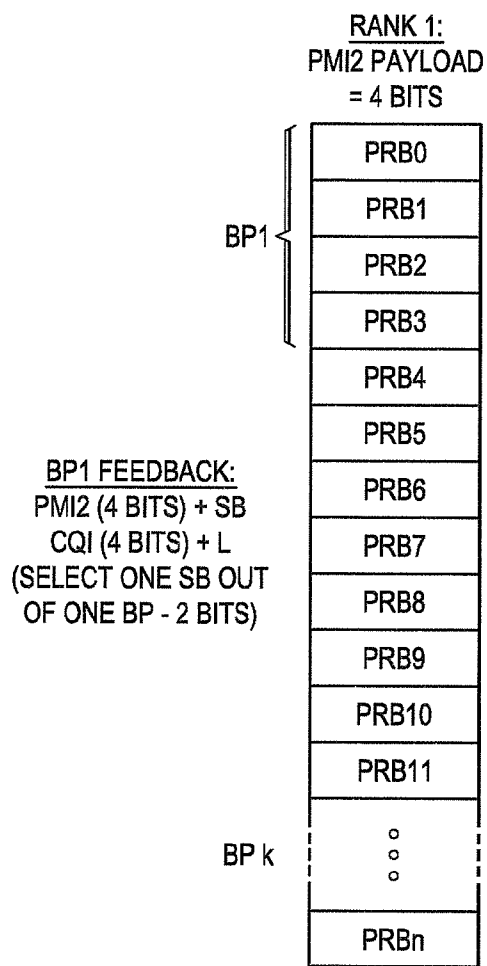 RANK 1:
PMI2 PAYLOAD
= 4 BITS
PRB0
PRB1
BP1
PRB2
PRB3
PRB4
PRB5
BP1 FEEDBACK:
PMI2 (4 BITS) + SB
CQI (4 BITS) + L
(SELECT ONE SB OUT
OF ONE BP - 2 BITS)
PRB6
PRB7
PRB8
PRB9
PRB10
PRB11
BP k
PRBn